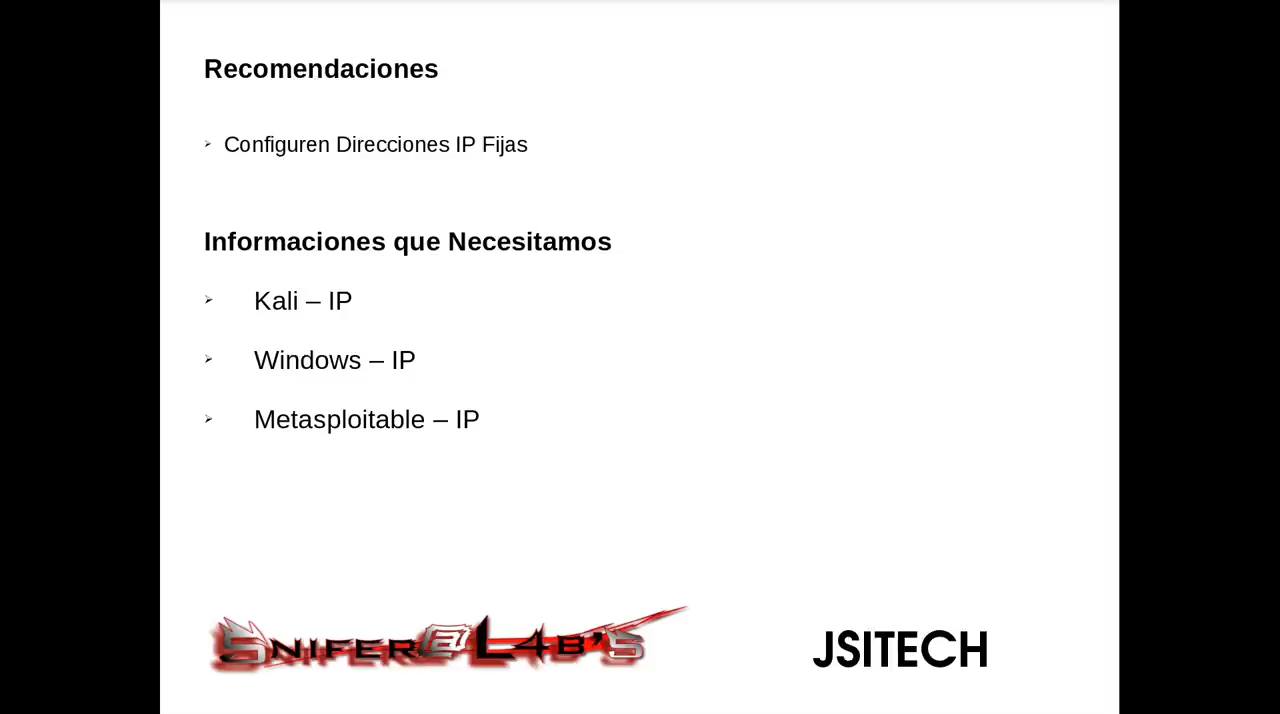 Recomendaciones
Configuren Direcciones IP Fijas
Informaciones que Necesitamos
Kali – IP
Windows – IP
Metasploitable – IP
SNIFER@L4B'S
JSITECH